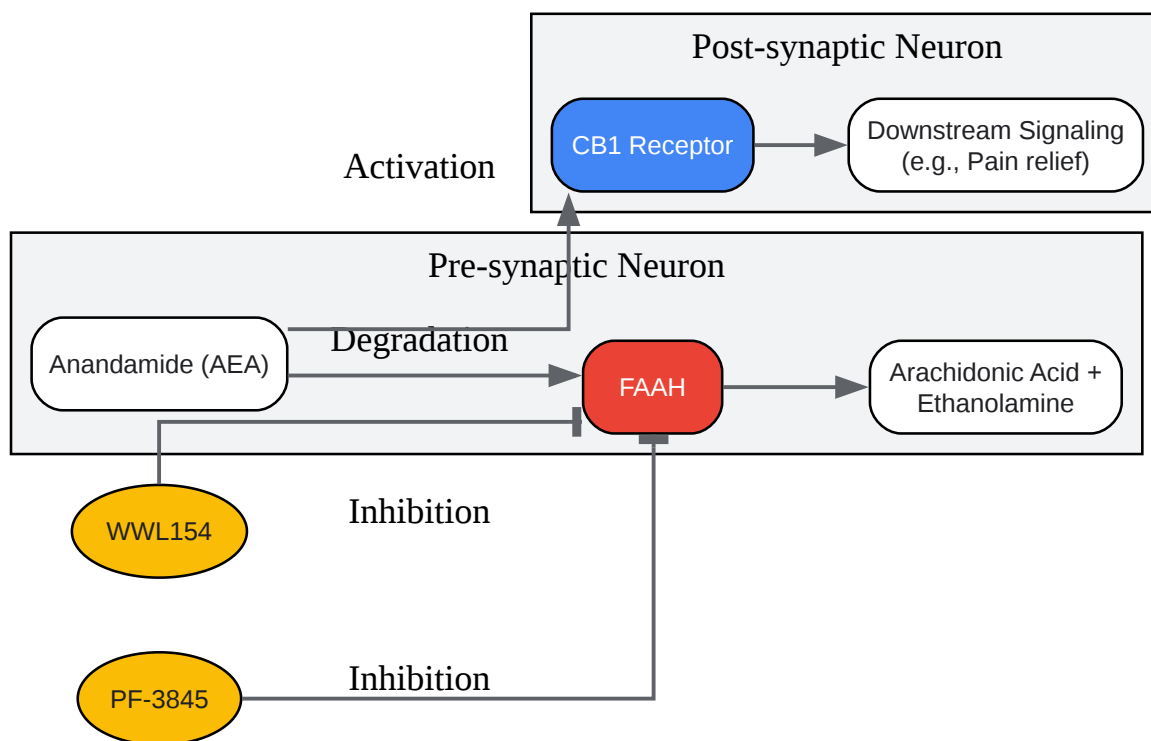 Post-synaptic Neuron
CB1 Receptor
Downstream Signaling
(e.g., Pain relief)
Activation
Pre-synaptic Neuron
Anandamide (AEA)
Degradation
FAAH
Arachidonic Acid +
Ethanolamine
WWL154
Inhibition
PF-3845
Inhibition